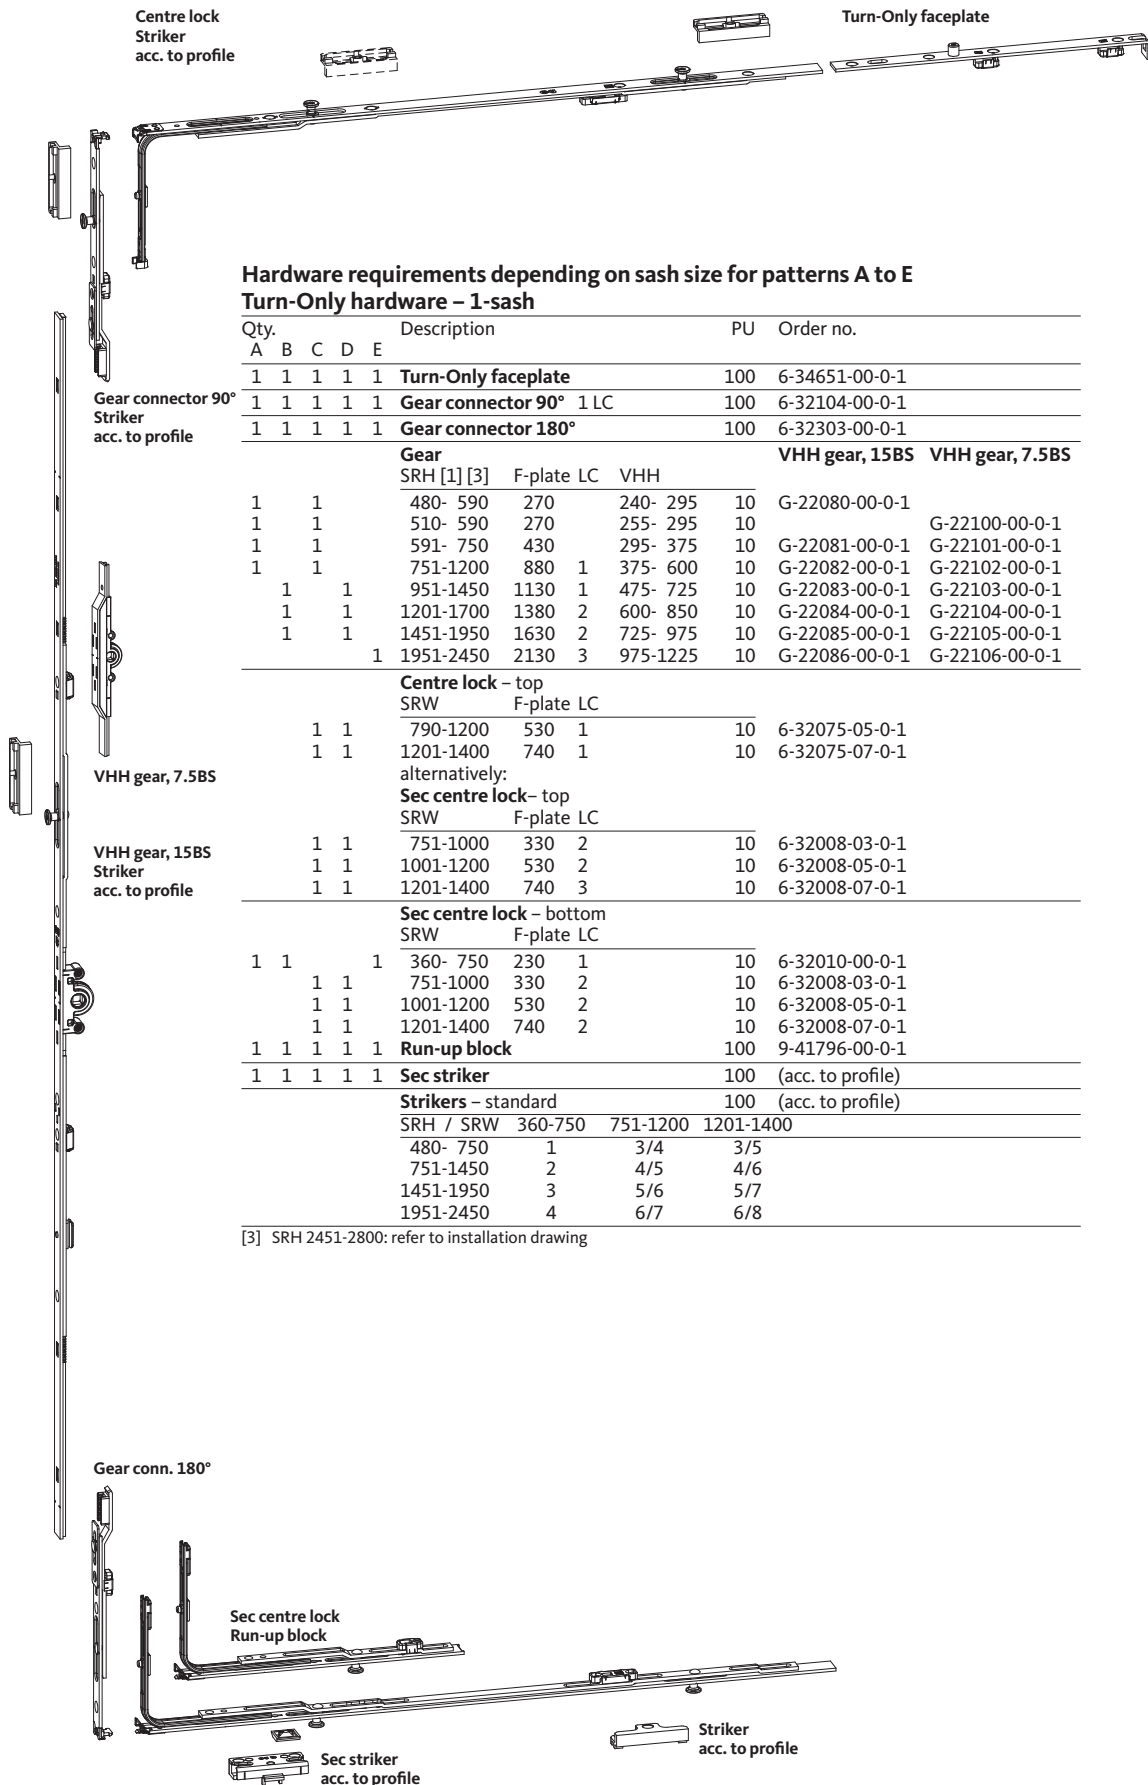 Centre lock
Striker
acc. to profile
Turn-Only faceplate
Hardware requirements depending on sash size for patterns A to E
Turn-Only hardware – 1-sash
Qty. Description PU Order no.
A B C D E
1 1 1 1 1 Turn-Only faceplate 100 6-34651-00-0-1
1 1 1 1 1 Gear connector 90° 1 LC 100 6-32104-00-0-1
1 1 1 1 1 Gear connector 180° 100 6-32303-00-0-1
Gear VHH gear, 15BS VHH gear, 7.5BS
SRH [1] [3] F-plate LC VHH
1 1 480- 590 270 240- 295 10 G-22080-00-0-1
1 1 510- 590 270 255- 295 10 G-22100-00-0-1
1 1 591- 750 430 295- 375 10 G-22081-00-0-1 G-22101-00-0-1
1 1 751-1200 880 1 375- 600 10 G-22082-00-0-1 G-22102-00-0-1
1 1 951-1450 1130 1 475- 725 10 G-22083-00-0-1 G-22103-00-0-1
1 1 1201-1700 1380 2 600- 850 10 G-22084-00-0-1 G-22104-00-0-1
1 1 1451-1950 1630 2 725- 975 10 G-22085-00-0-1 G-22105-00-0-1
1 1951-2450 2130 3 975-1225 10 G-22086-00-0-1 G-22106-00-0-1
Centre lock – top
SRW F-plate LC
1 1 790-1200 530 1 10 6-32075-05-0-1
1 1 1201-1400 740 1 10 6-32075-07-0-1
alternatively:
Sec centre lock– top
SRW F-plate LC
1 1 751-1000 330 2 10 6-32008-03-0-1
1 1 1001-1200 530 2 10 6-32008-05-0-1
1 1 1201-1400 740 3 10 6-32008-07-0-1
Sec centre lock – bottom
SRW F-plate LC
1 1 1 360- 750 230 1 10 6-32010-00-0-1
1 1 751-1000 330 2 10 6-32008-03-0-1
1 1 1001-1200 530 2 10 6-32008-05-0-1
1 1 1201-1400 740 2 10 6-32008-07-0-1
1 1 1 1 1 Run-up block 100 9-41796-00-0-1
1 1 1 1 1 Sec striker 100 (acc. to profile)
Strikers – standard 100 (acc. to profile)
SRH / SRW 360-750 751-1200 1201-1400
480- 750 1 3/4 3/5
751-1450 2 4/5 4/6
1451-1950 3 5/6 5/7
1951-2450 4 6/7 6/8
[3] SRH 2451-2800: refer to installation drawing
Gear connector 90°
Striker
acc. to profile
VHH gear, 7.5BS
VHH gear, 15BS
Striker
acc. to profile
Gear conn. 180°
Sec centre lock
Run-up block
Striker
acc. to profile
Sec striker
acc. to profile